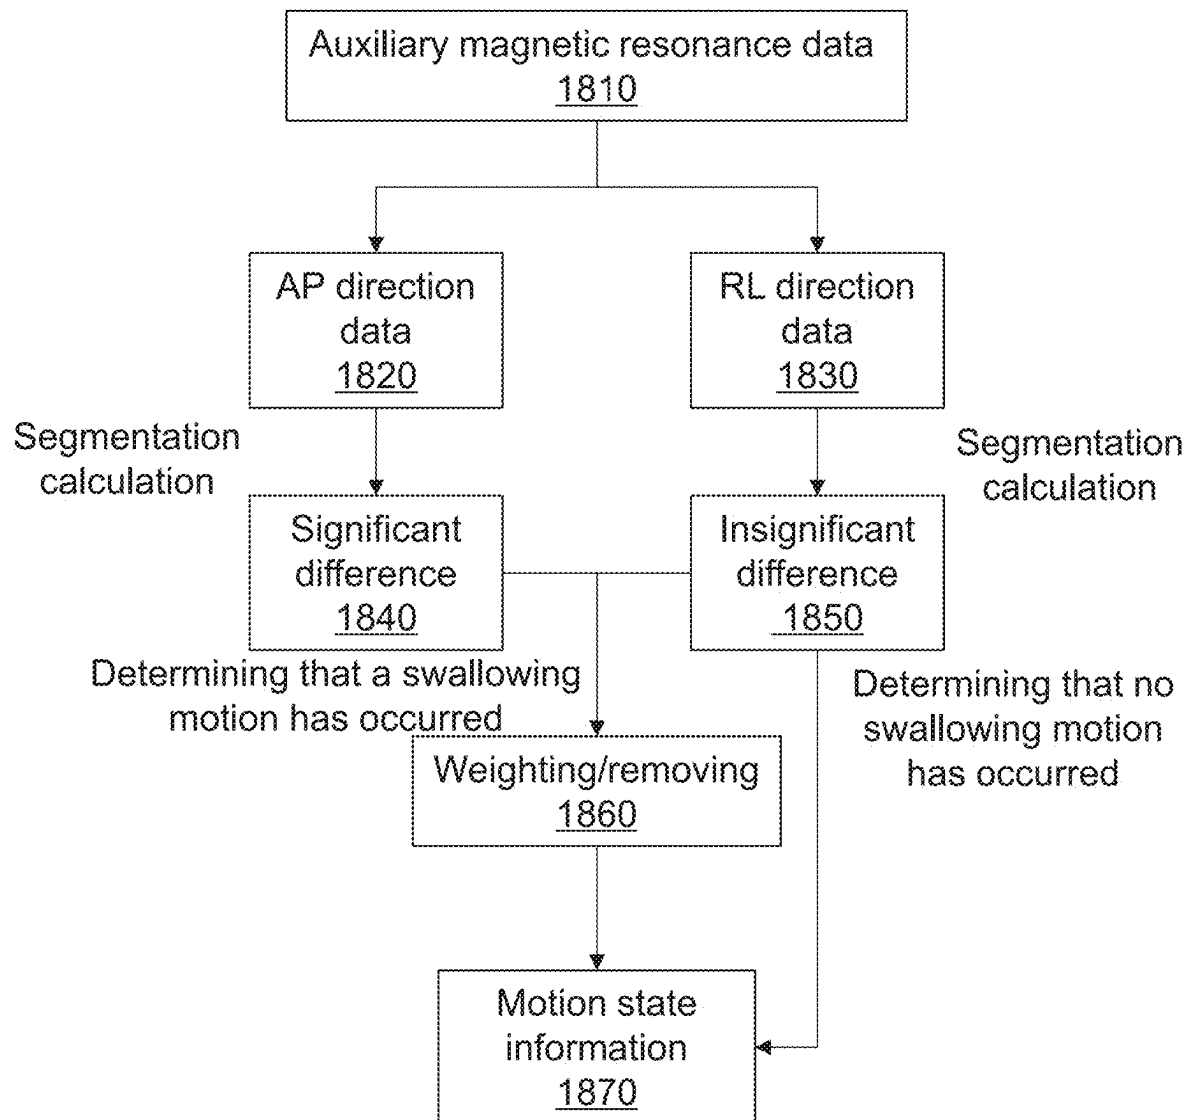 Auxiliary magnetic resonance data
1810
AP direction
data
1820
RL direction
data
1830
Segmentation
calculation
Segmentation
calculation
Significant
difference
1840
Insignificant
difference
1850
Determining that a swallowing
motion has occurred
Determining that no
swallowing motion
has occurred
Weighting/removing
1860
Motion state
information
1870